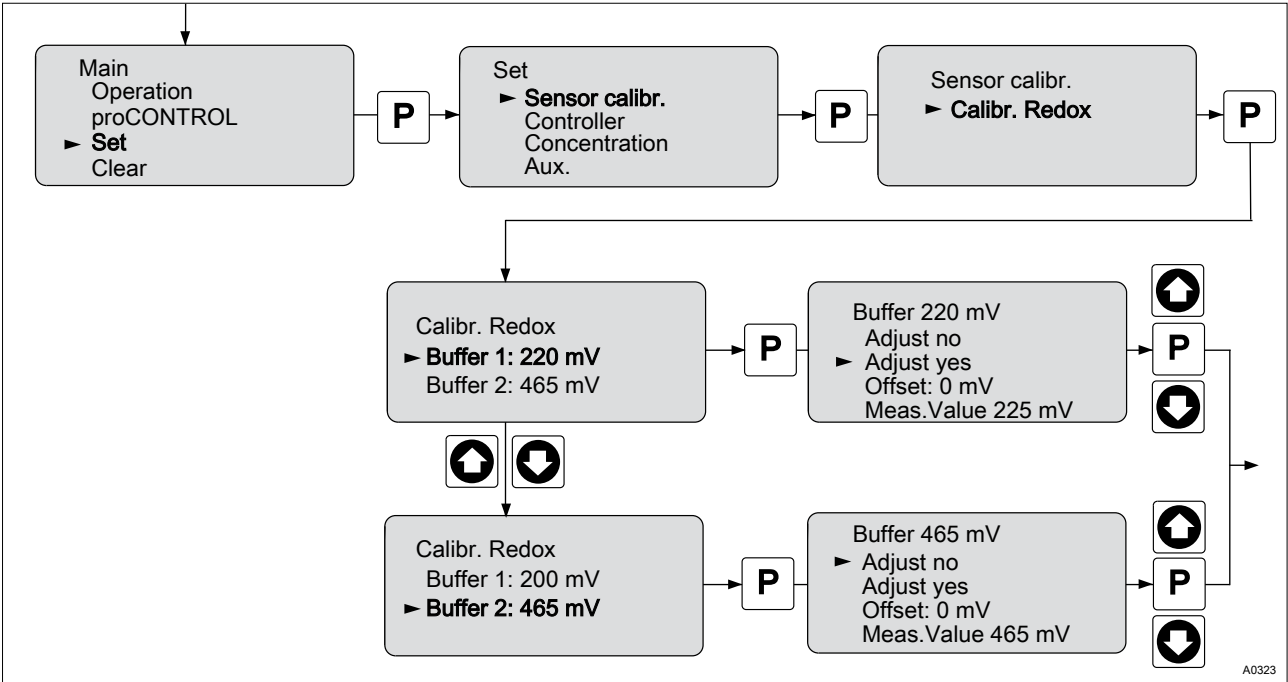 Main
Operation
proCONTROL
► Set
Clear
P
Set
► Sensor calibr.
Controller
Concentration
Aux.
P
Sensor calibr.
► Calibr. Redox
P
Calibr. Redox
► Buffer 1: 220 mV
Buffer 2: 465 mV
P
Buffer 220 mV
Adjust no
► Adjust yes
Offset: 0 mV
Meas.Value 225 mV
P
Calibr. Redox
Buffer 1: 200 mV
► Buffer 2: 465 mV
P
Buffer 465 mV
► Adjust no
Adjust yes
Offset: 0 mV
Meas.Value 465 mV
P
A0323